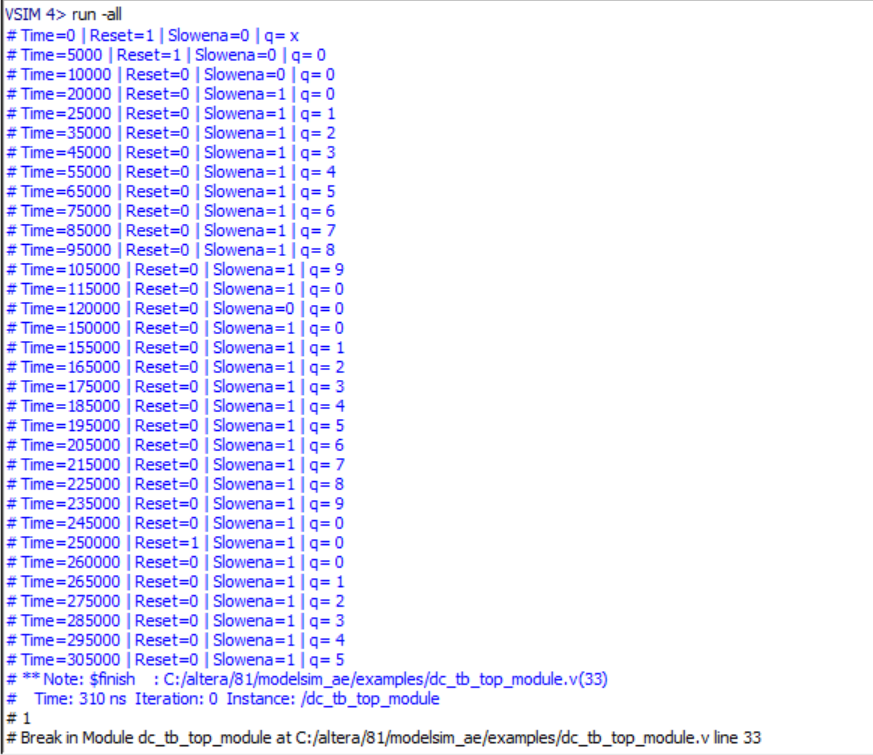 VSIM 4> run -all
# Time=0 | Reset=1 | Slowena=0 | q= x
# Time=5000 | Reset=1 | Slowena=0 | q= 0
# Time=10000 | Reset=0 | Slowena=0 | q= 0
# Time=20000 | Reset=0 | Slowena=1 | q= 0
# Time=25000 | Reset=0 | Slowena=1 | q= 1
# Time=35000 | Reset=0 | Slowena=1 | q= 2
# Time=45000 | Reset=0 | Slowena=1 | q= 3
# Time=55000 | Reset=0 | Slowena=1 | q= 4
# Time=65000 | Reset=0 | Slowena=1 | q= 5
# Time=75000 | Reset=0 | Slowena=1 | q= 6
# Time=85000 | Reset=0 | Slowena=1 | q= 7
# Time=95000 | Reset=0 | Slowena=1 | q= 8
# Time=105000 | Reset=0 | Slowena=1 | q= 9
# Time=115000 | Reset=0 | Slowena=1 | q= 0
# Time=120000 | Reset=0 | Slowena=0 | q= 0
# Time=150000 | Reset=0 | Slowena=1 | q= 0
# Time=155000 | Reset=0 | Slowena=1 | q= 1
# Time=165000 | Reset=0 | Slowena=1 | q= 2
# Time=175000 | Reset=0 | Slowena=1 | q= 3
# Time=185000 | Reset=0 | Slowena=1 | q= 4
# Time=195000 | Reset=0 | Slowena=1 | q= 5
# Time=205000 | Reset=0 | Slowena=1 | q= 6
# Time=215000 | Reset=0 | Slowena=1 | q= 7
# Time=225000 | Reset=0 | Slowena=1 | q= 8
# Time=235000 | Reset=0 | Slowena=1 | q= 9
# Time=245000 | Reset=0 | Slowena=1 | q= 0
# Time=250000 | Reset=1 | Slowena=1 | q= 0
# Time=260000 | Reset=0 | Slowena=1 | q= 0
# Time=265000 | Reset=0 | Slowena=1 | q= 1
# Time=275000 | Reset=0 | Slowena=1 | q= 2
# Time=285000 | Reset=0 | Slowena=1 | q= 3
# Time=295000 | Reset=0 | Slowena=1 | q= 4
# Time=305000 | Reset=0 | Slowena=1 | q= 5
# ** Note: $finish    : C:/altera/81/modelsim_ae/examples/dc_tb_top_module.v(33)
#    Time: 310 ns  Iteration: 0  Instance: /dc_tb_top_module
# 1
# Break in Module dc_tb_top_module at C:/altera/81/modelsim_ae/examples/dc_tb_top_module.v line 33